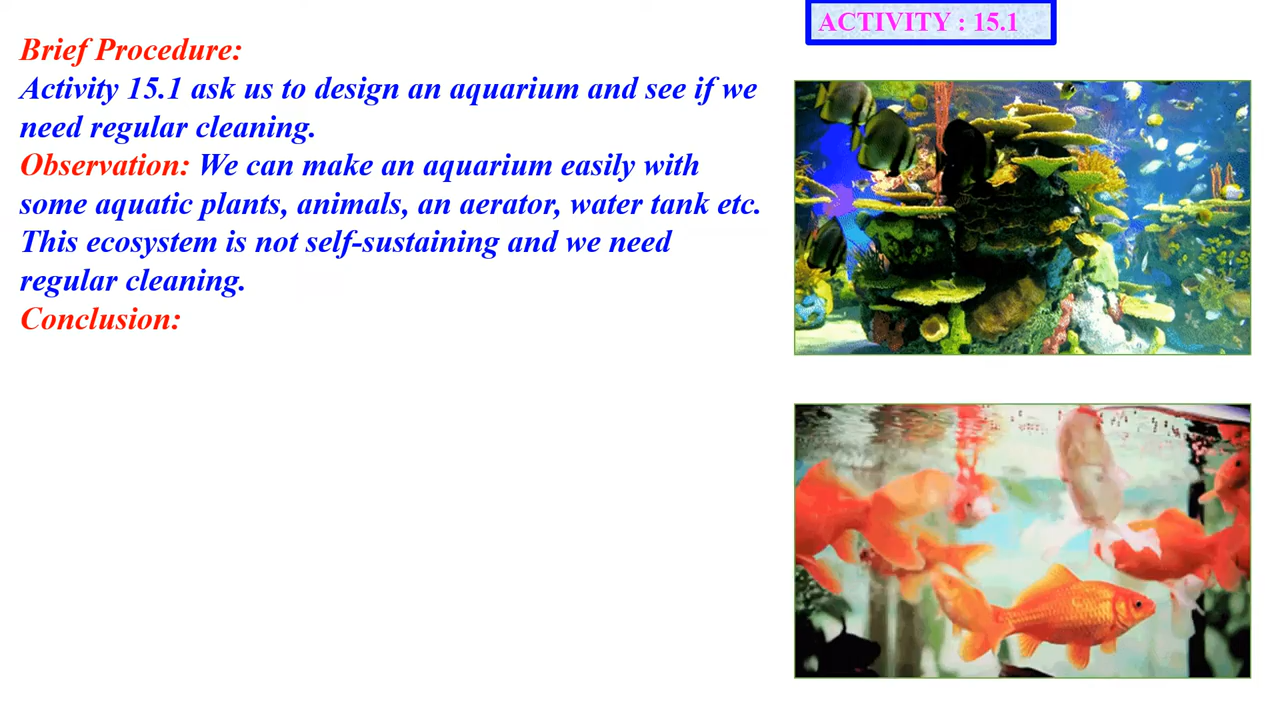 ACTIVITY : 15.1
Brief Procedure:
Activity 15.1 ask us to design an aquarium and see if we
need regular cleaning.
Observation: We can make an aquarium easily with
some aquatic plants, animals, an aerator, water tank etc.
This ecosystem is not self-sustaining and we need
regular cleaning.
Conclusion: